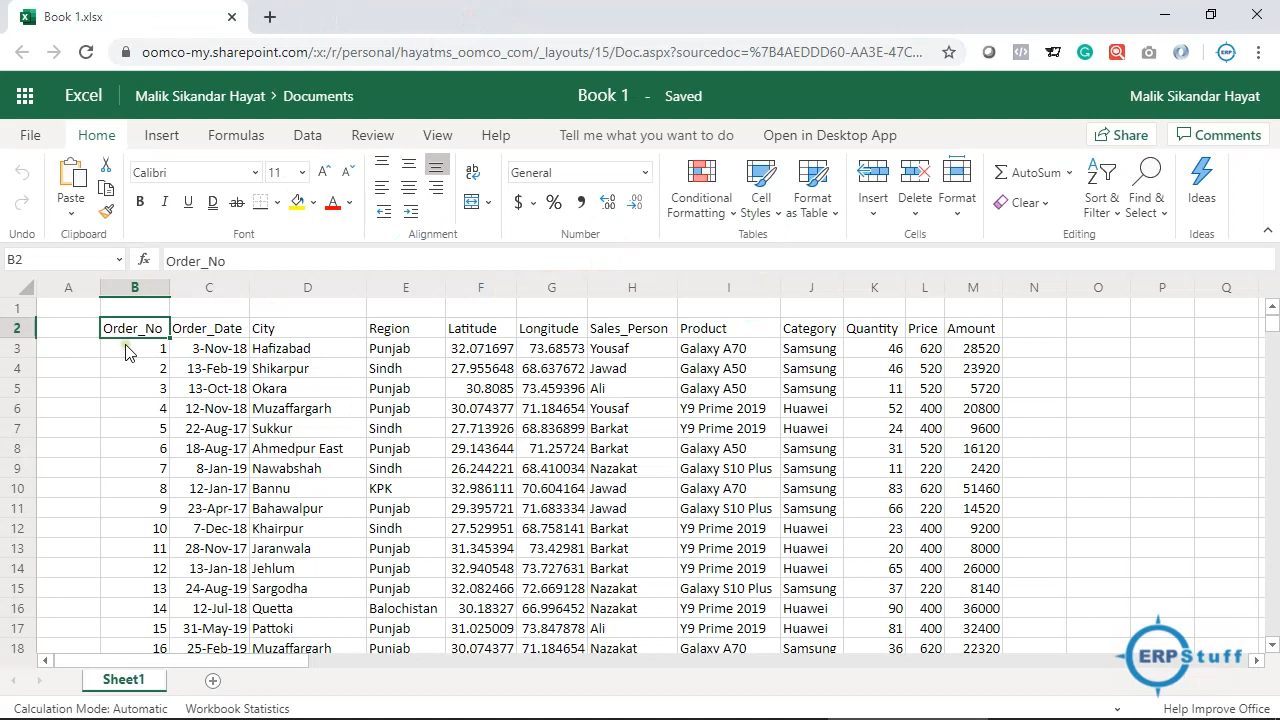 Book 1.xlsx
oomco-my.sharepoint.com/:x:/r/personal/hayatms_oomco_com/_layouts/15/Doc.aspx?sourcedoc=%7B4AEDDD60-AA3E-47C...
ERP
Excel Malik Sikandar Hayat > Documents Book 1 - Saved Malik Sikandar Hayat
File Home Insert Formulas Data Review View Help Tell me what you want to do Open in Desktop App Share Comments
Calibri 11 General AutoSum
Paste Conditional Formatting Cell Styles Format as Table Insert Delete Format Clear Sort & Filter Find & Select Ideas
Undo Clipboard Font Alignment Number Tables Cells Editing Ideas
B2 fx Order_No
A B C D E F G H I J K L M N O P Q
1
2 Order_No Order_Date City Region Latitude Longitude Sales_Person Product Category Quantity Price Amount
3 1 3-Nov-18 Hafizabad Punjab 32.071697 73.68573 Yousaf Galaxy A70 Samsung 46 620 28520
4 2 13-Feb-19 Shikarpur Sindh 27.955648 68.637672 Jawad Galaxy A50 Samsung 46 520 23920
5 3 13-Oct-18 Okara Punjab 30.8085 73.459396 Ali Galaxy A50 Samsung 11 520 5720
6 4 12-Nov-18 Muzaffargarh Punjab 30.074377 71.184654 Yousaf Y9 Prime 2019 Huawei 52 400 20800
7 5 22-Aug-17 Sukkur Sindh 27.713926 68.836899 Barkat Y9 Prime 2019 Huawei 24 400 9600
8 6 18-Aug-17 Ahmedpur East Punjab 29.143644 71.25724 Barkat Galaxy A50 Samsung 31 520 16120
9 7 8-Jan-19 Nawabshah Sindh 26.244221 68.410034 Nazakat Galaxy S10 Plus Samsung 11 220 2420
10 8 12-Jan-17 Bannu KPK 32.986111 70.604164 Jawad Galaxy A70 Samsung 83 620 51460
11 9 23-Apr-17 Bahawalpur Punjab 29.395721 71.683334 Jawad Galaxy S10 Plus Samsung 66 220 14520
12 10 7-Dec-18 Khairpur Sindh 27.529951 68.758141 Barkat Y9 Prime 2019 Huawei 23 400 9200
13 11 28-Nov-17 Jaranwala Punjab 31.345394 73.42981 Barkat Y9 Prime 2019 Huawei 20 400 8000
14 12 13-Jan-18 Jehlum Punjab 32.940548 73.727631 Barkat Y9 Prime 2019 Huawei 65 400 26000
15 13 24-Aug-19 Sargodha Punjab 32.082466 72.669128 Nazakat Galaxy S10 Plus Samsung 37 220 8140
16 14 12-Jul-18 Quetta Balochistan 30.18327 66.996452 Nazakat Y9 Prime 2019 Huawei 90 400 36000
17 15 31-May-19 Pattoki Punjab 31.025009 73.847878 Ali Y9 Prime 2019 Huawei 81 400 32400
18 16 25-Feb-19 Muzaffargarh Punjab 30.074377 71.184654 Nazakat Galaxy A70 Samsung 36 620 22320
ERPStuff
Sheet1
Calculation Mode: Automatic Workbook Statistics Help Improve Office